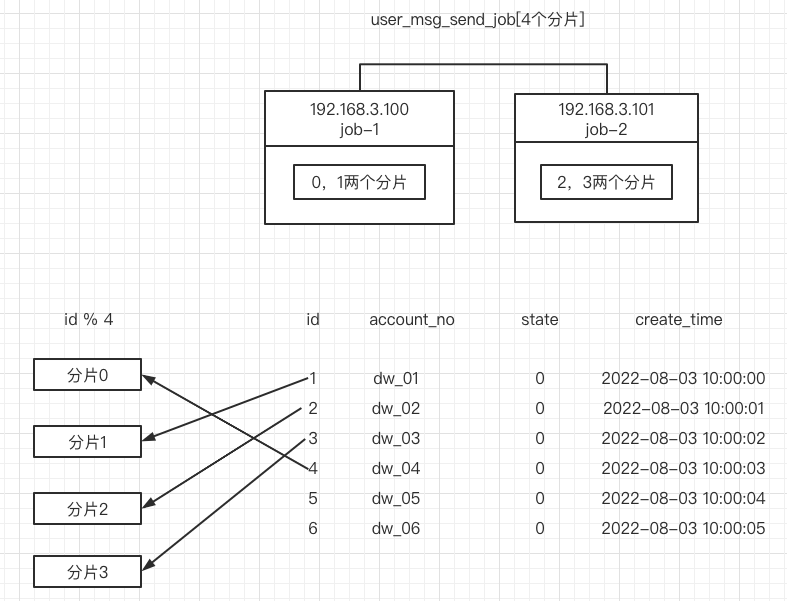 user_msg_send_job[4个分片]
192.168.3.100
job-1
0，1两个分片
192.168.3.101
job-2
2，3两个分片
id % 4
id account_no state create_time
分片0
分片1
分片2
分片3
1 dw_01 0 2022-08-03 10:00:00
2 dw_02 0 2022-08-03 10:00:01
3 dw_03 0 2022-08-03 10:00:02
4 dw_04 0 2022-08-03 10:00:03
5 dw_05 0 2022-08-03 10:00:04
6 dw_06 0 2022-08-03 10:00:05